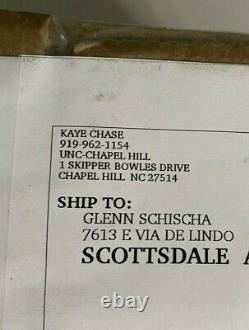 KAYE CHASE
919-962-1154
UNC-CHAPEL HILL
1 SKIPPER BOWLES DRIVE
CHAPEL HILL NC 27514
SHIP TO:
GLENN SCHISCHA
7613 E VIA DE LINDO
SCOTTSDALE A
ebay